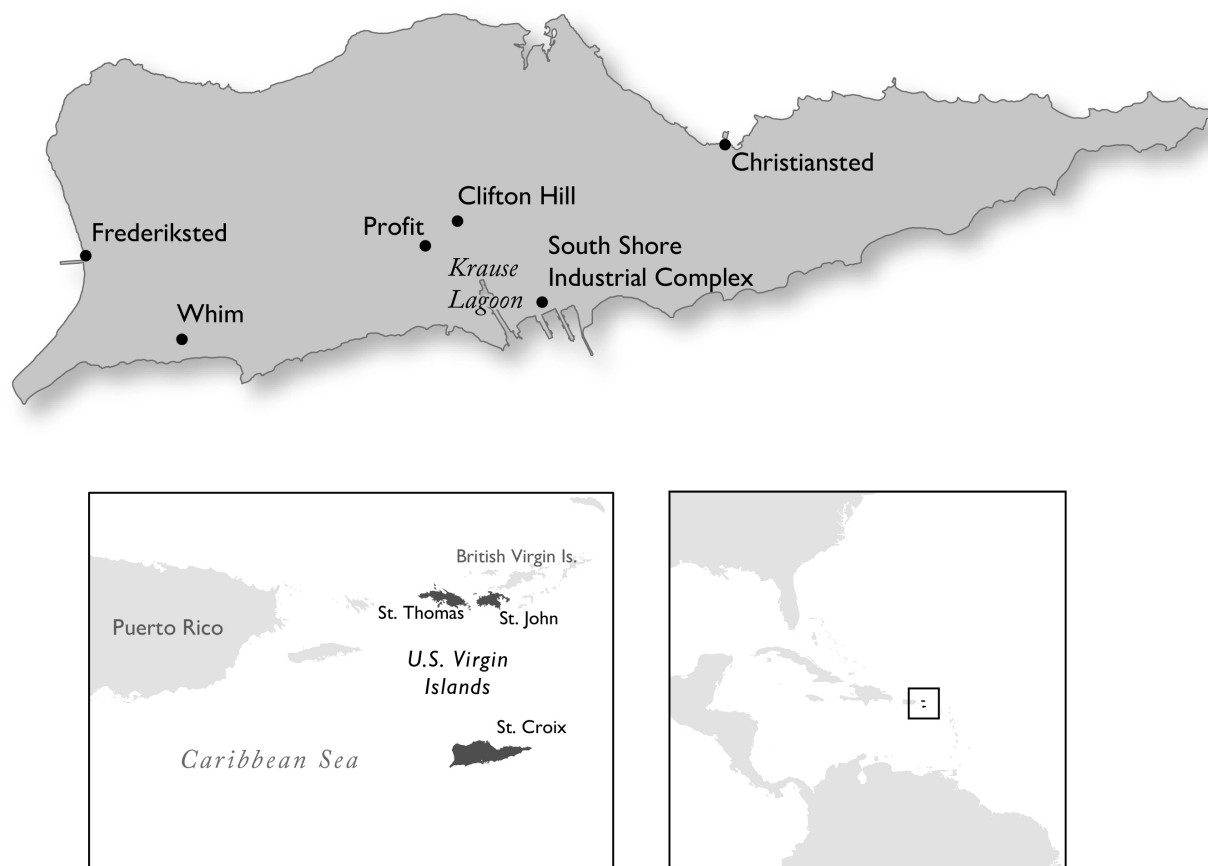 Christiansted
Clifton Hill
Profit
Frederiksted
South Shore
Industrial Complex
Krause
Lagoon
Whim
British Virgin Is.
St. Thomas
St. John
Puerto Rico
U.S. Virgin
Islands
St. Croix
Caribbean Sea